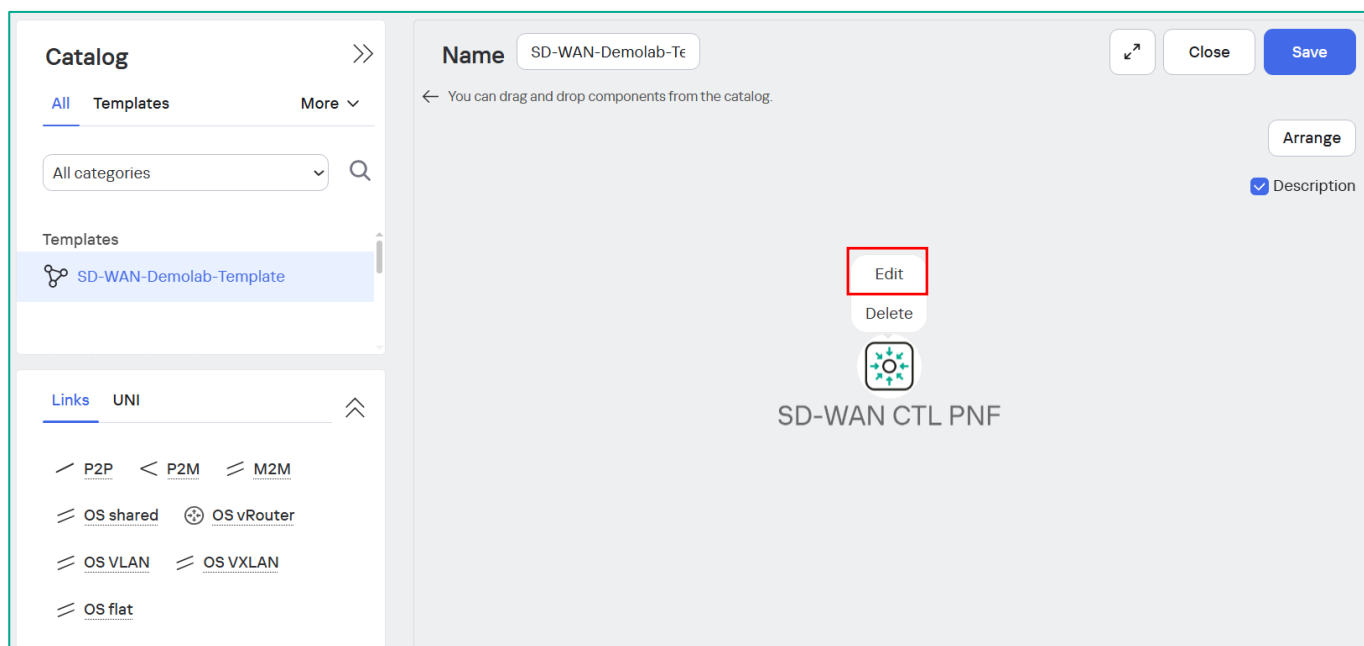 Catalog
All Templates More
All categories
Templates
SD-WAN-Demolab-Template
Links UNI
P2P P2M M2M
OS shared OS vRouter
OS VLAN OS VXLAN
OS flat
Name SD-WAN-Demolab-Te
Close Save
You can drag and drop components from the catalog.
Arrange
Description
Edit
Delete
SD-WAN CTL PNF